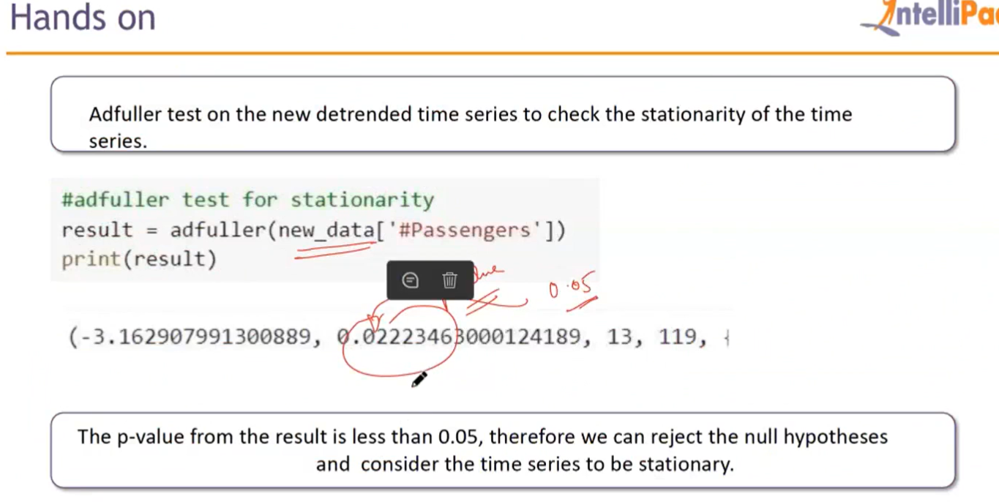 Hands on
IntelliPa
Adfuller test on the new detrended time series to check the stationarity of the time
series.
#adfuller test for stationarity
result = adfuller(new_data['#Passengers'])
print(result)
0.05
(-3.162907991300889, 0.02223463000124189, 13, 119, {
The p-value from the result is less than 0.05, therefore we can reject the null hypotheses
and consider the time series to be stationary.